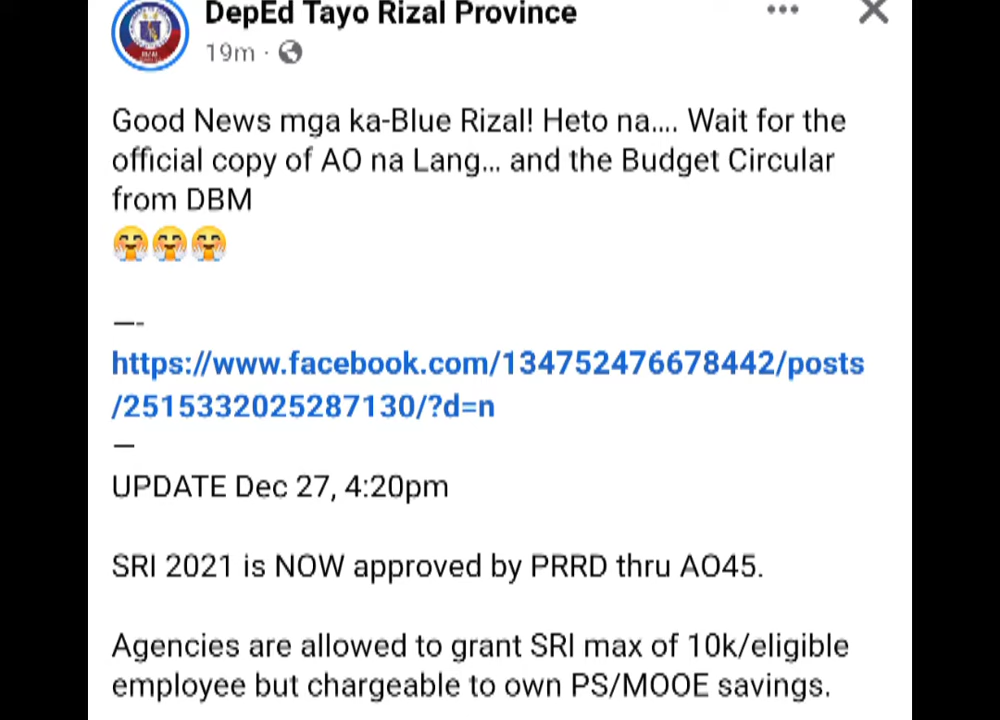 DepEd Tayo Rizal Province
19m ·
Good News mga ka-Blue Rizal! Heto na.... Wait for the
official copy of AO na Lang... and the Budget Circular
from DBM
—-
https://www.facebook.com/134752476678442/posts
/2515332025287130/?d=n
—
UPDATE Dec 27, 4:20pm
SRI 2021 is NOW approved by PRRD thru AO45.
Agencies are allowed to grant SRI max of 10k/eligible
employee but chargeable to own PS/MOOE savings.